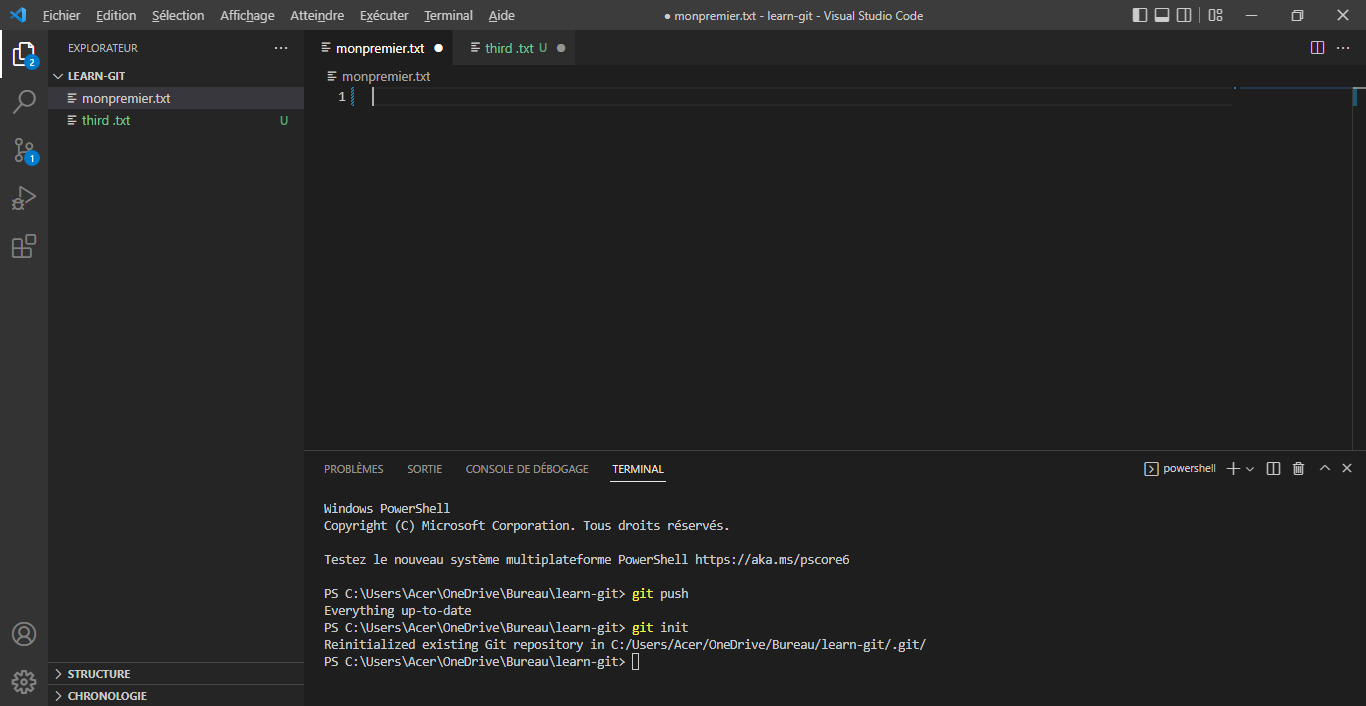 Fichier Edition Sélection Affichage Atteindre Exécuter Terminal Aide
● monpremier.txt - learn-git - Visual Studio Code
EXPLORATEUR
LEARN-GIT
monpremier.txt
third .txt U
STRUCTURE
CHRONOLOGIE
2
1
monpremier.txt
third .txt U
monpremier.txt
1
PROBLÈMES SORTIE CONSOLE DE DÉBOGAGE TERMINAL
powershell
Windows PowerShell
Copyright (C) Microsoft Corporation. Tous droits réservés.
Testez le nouveau système multiplateforme PowerShell https://aka.ms/pscore6
PS C:\Users\Acer\OneDrive\Bureau\learn-git> git push
Everything up-to-date
PS C:\Users\Acer\OneDrive\Bureau\learn-git> git init
Reinitialized existing Git repository in C:/Users/Acer/OneDrive/Bureau/learn-git/.git/
PS C:\Users\Acer\OneDrive\Bureau\learn-git>